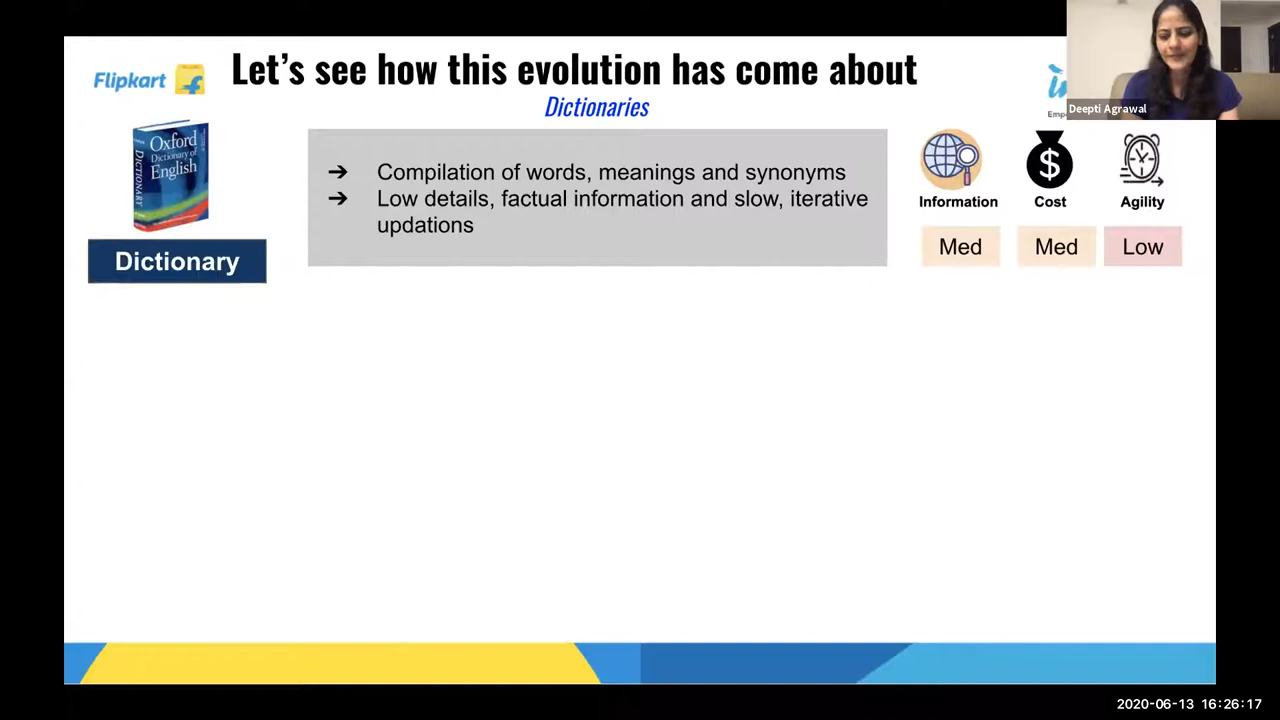 Flipkart
Let's see how this evolution has come about
Dictionaries
Deepti Agrawal
Oxford
Dictionary of
English
DICTIONARY
Dictionary
➔ Compilation of words, meanings and synonyms
➔ Low details, factual information and slow, iterative
updations
Information
Cost
Agility
Med
Med
Low
2020-06-13 16:26:17